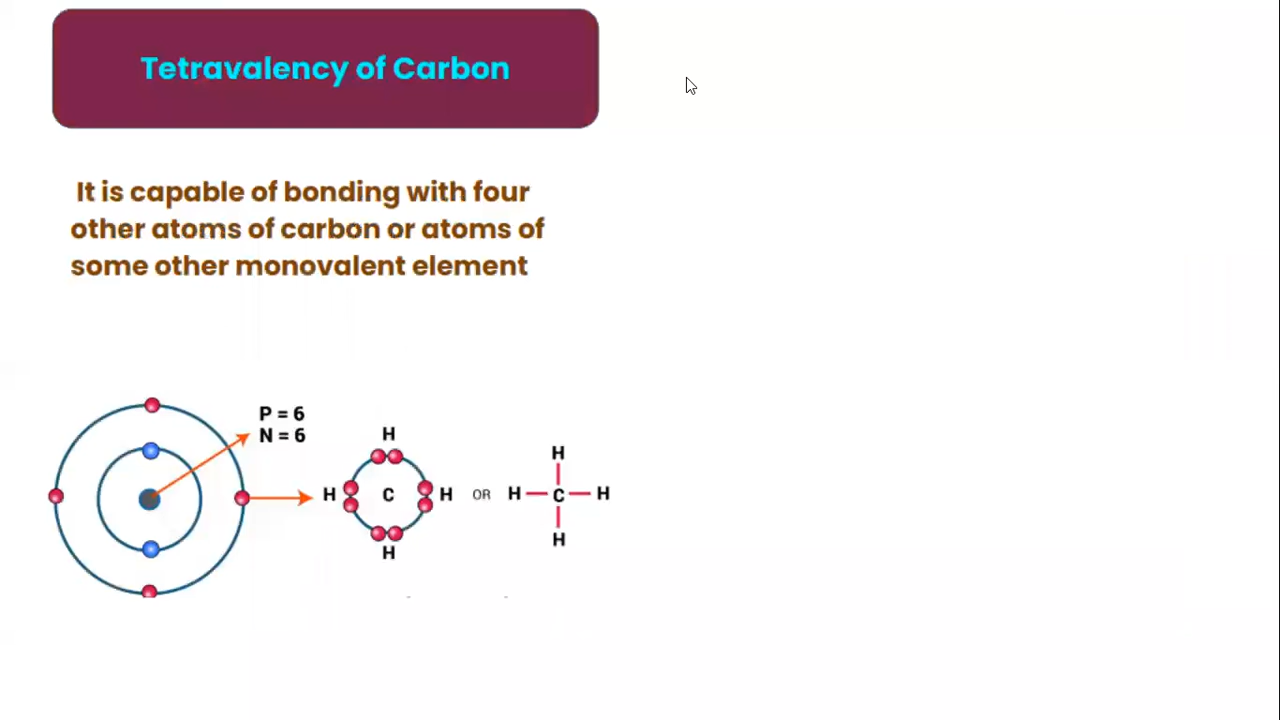 Tetravalency of Carbon
It is capable of bonding with four
other atoms of carbon or atoms of
some other monovalent element
P = 6
N = 6
H
H C H
H
OR
H
H C H
H